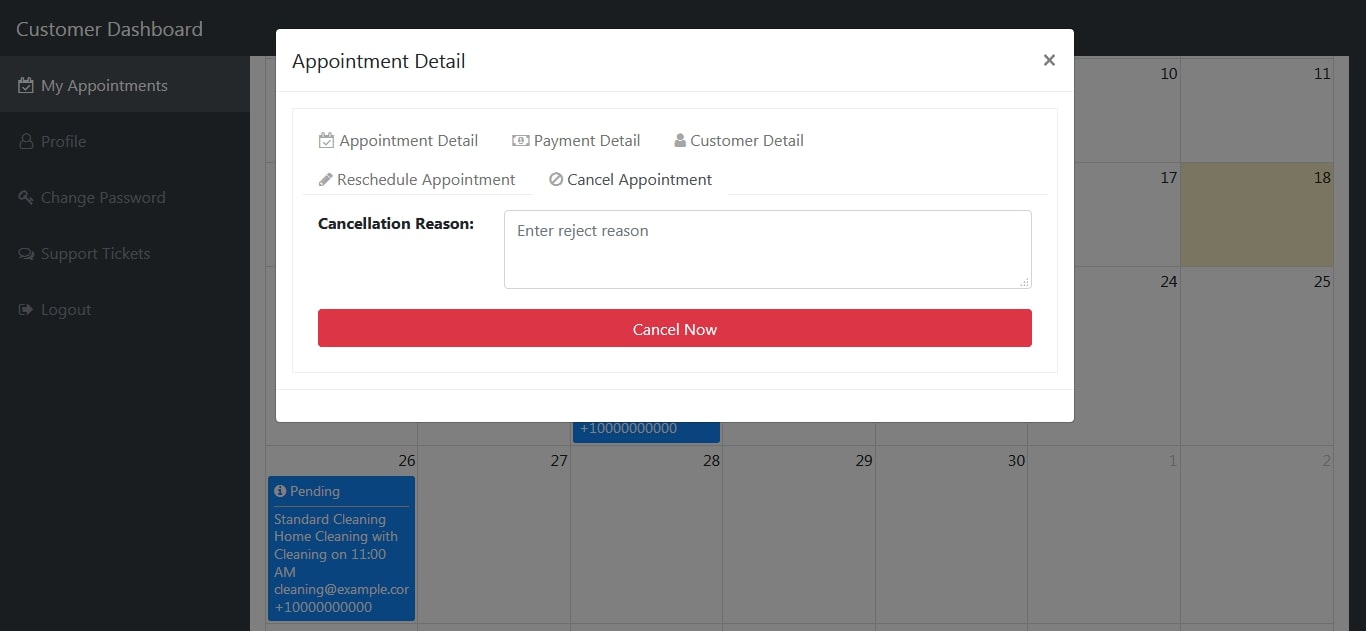 Customer Dashboard
My Appointments
Profile
Change Password
Support Tickets
Logout
Appointment Detail
×
Appointment Detail Payment Detail Customer Detail
Reschedule Appointment Cancel Appointment
Cancellation Reason:
Enter reject reason
Cancel Now
10 11
17 18
24 25
+10000000000
26 27 28 29 30 1 2
Pending
Standard Cleaning
Home Cleaning with
Cleaning on 11:00
AM
cleaning@example.cor
+10000000000